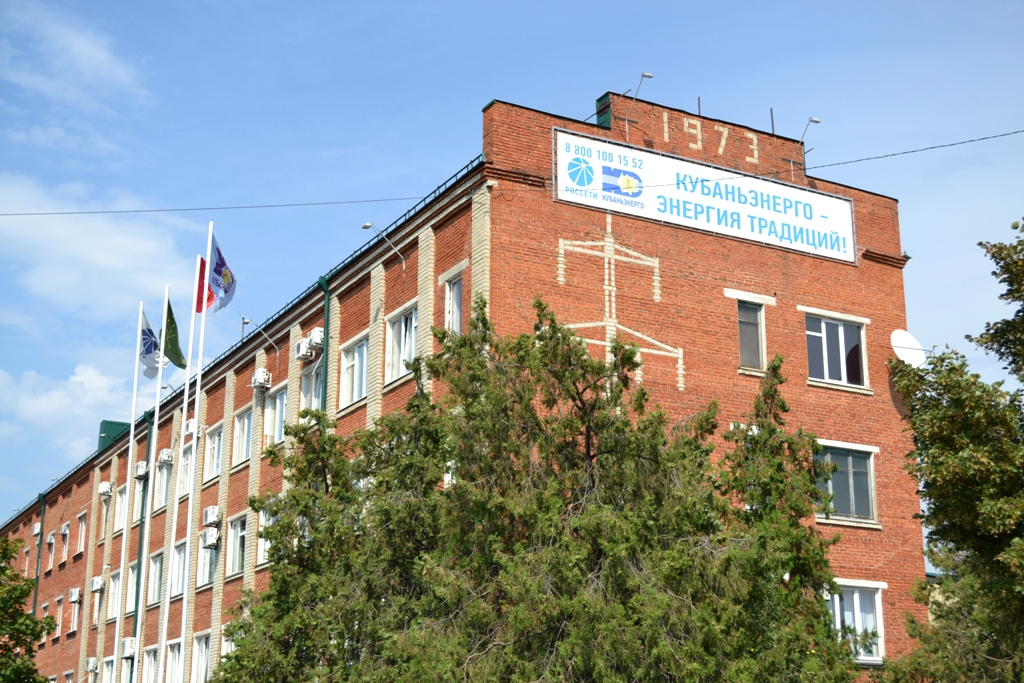 1973
8 800 100 15 52
РОССЕТИ
КУБАНЬЭНЕРГО
КУБАНЬЭНЕРГО -
ЭНЕРГИЯ ТРАДИЦИЙ!